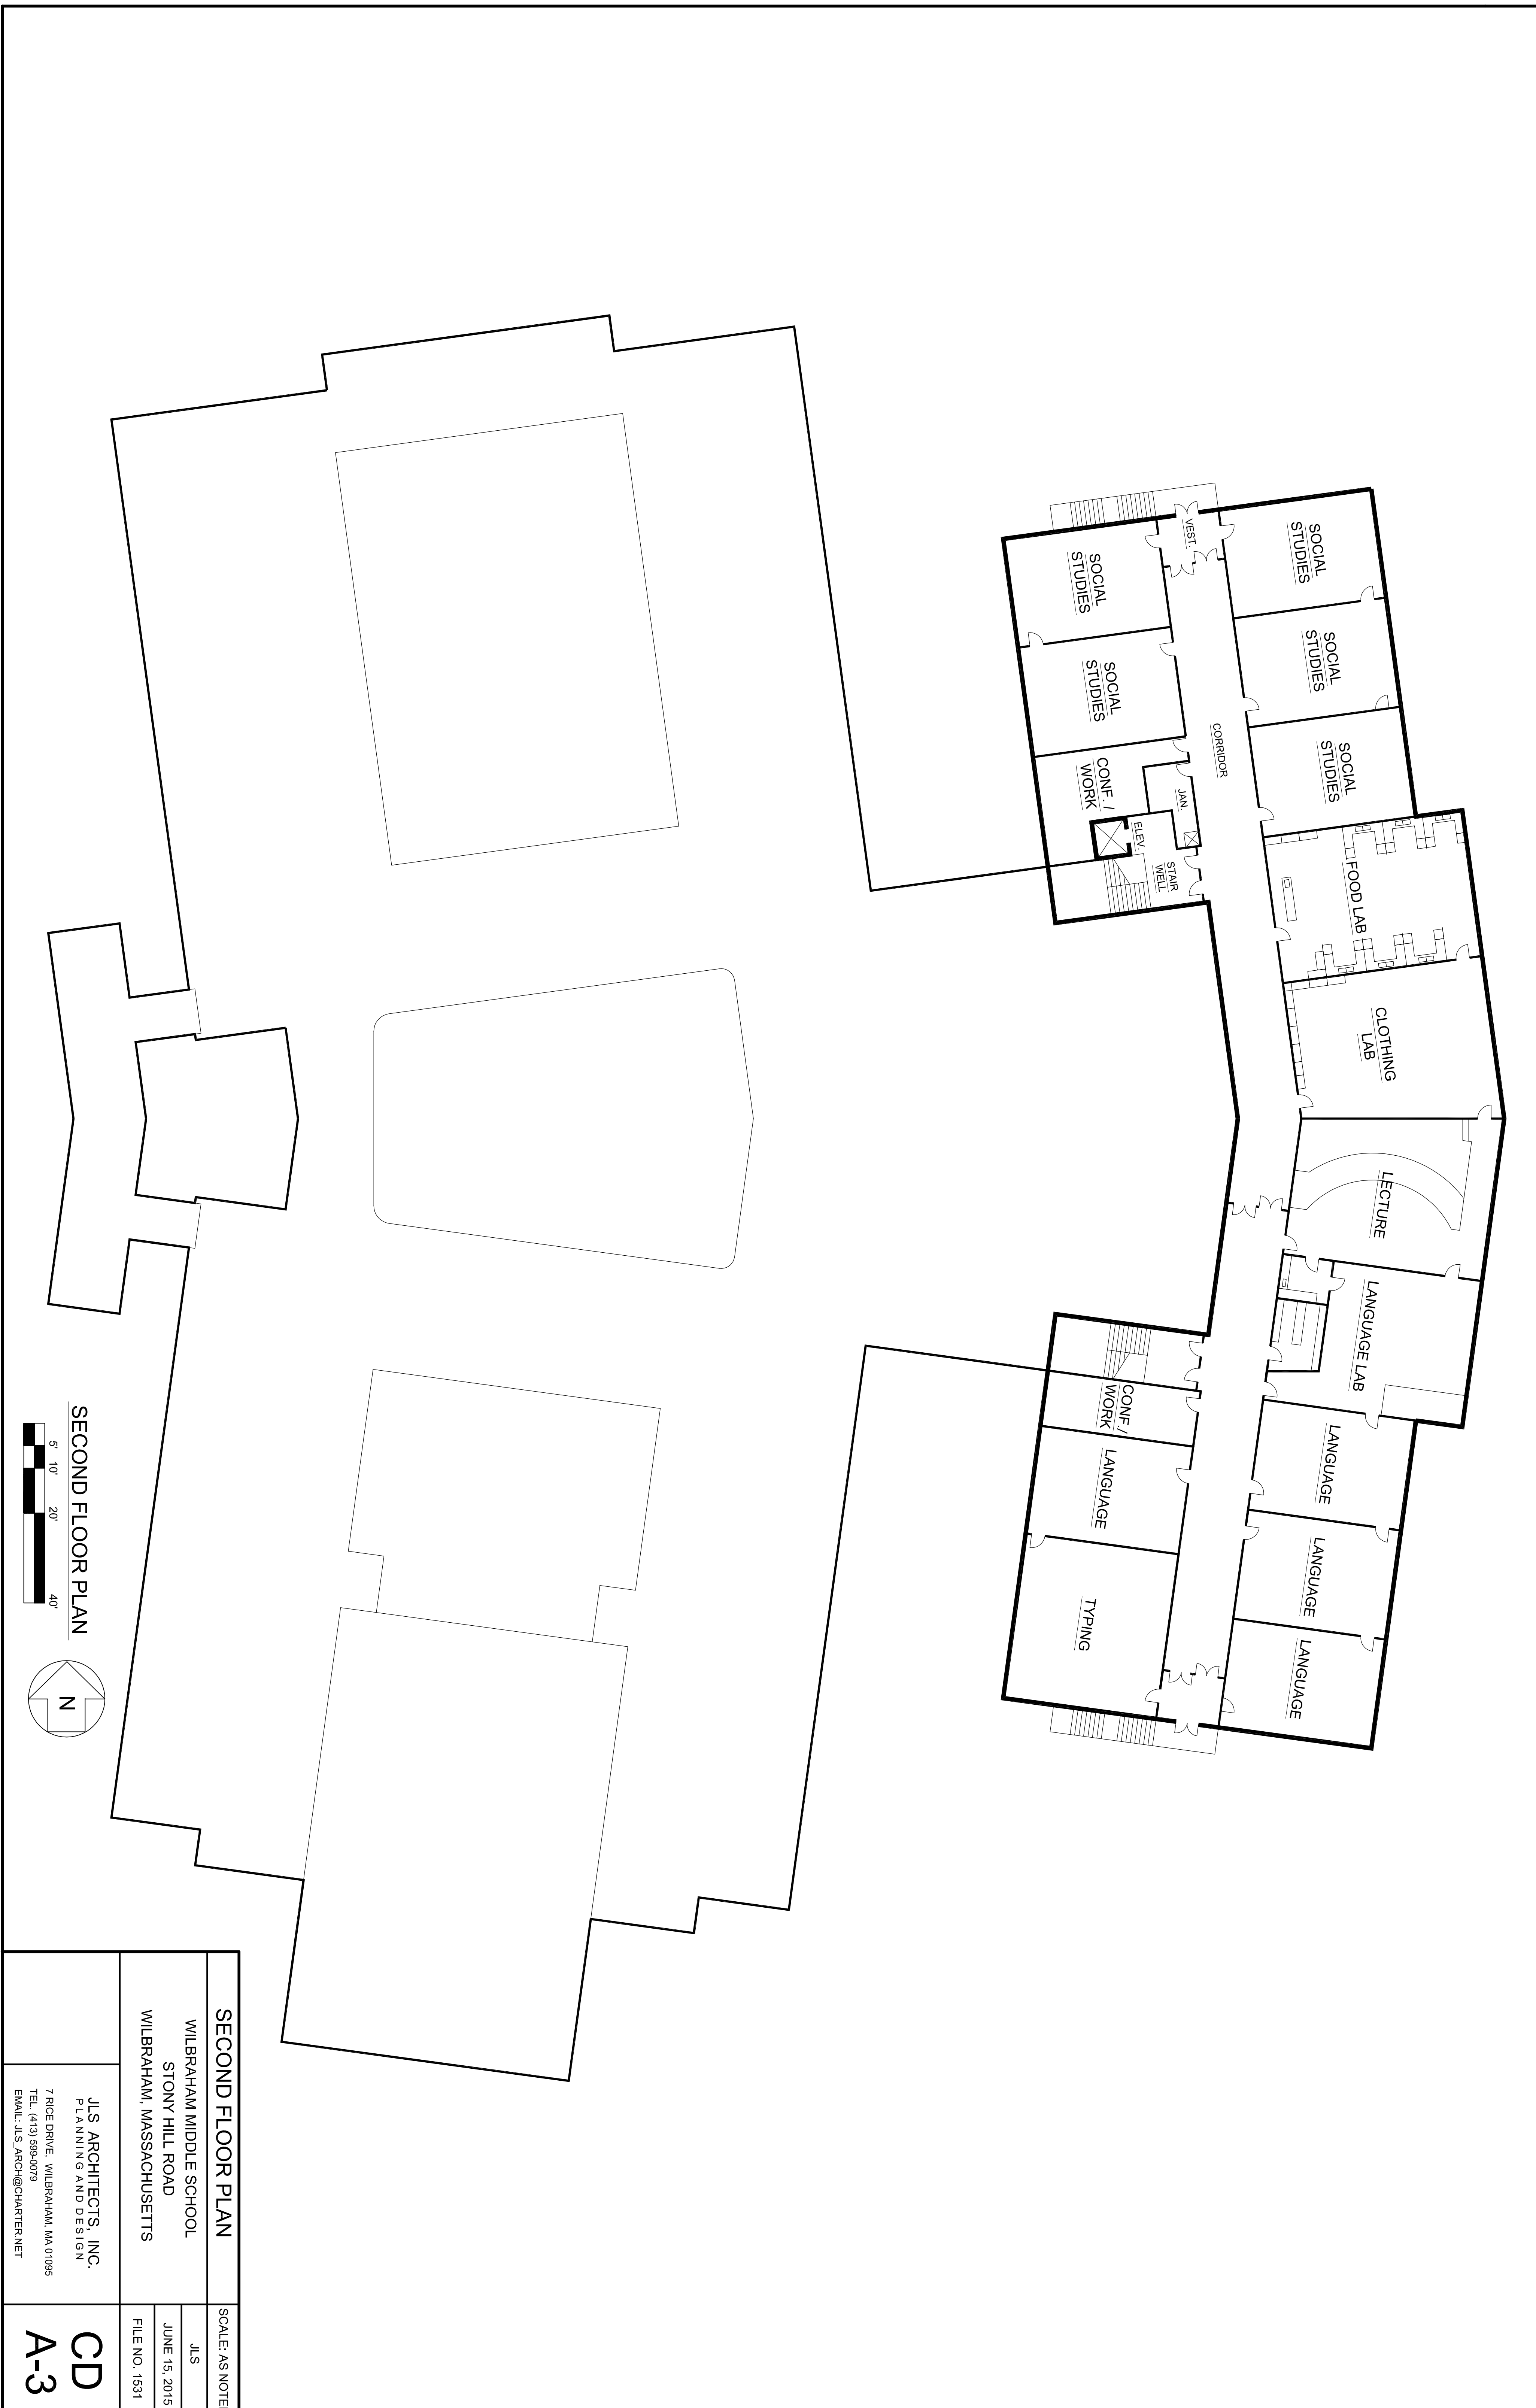 SOCIAL
STUDIES
SOCIAL
STUDIES
SOCIAL
STUDIES
FOOD LAB
CLOTHING
LAB
LECTURE
LANGUAGE LAB
LANGUAGE
LANGUAGE
LANGUAGE
VEST.
CORRIDOR
SOCIAL
STUDIES
SOCIAL
STUDIES
CONF. /
WORK
JAN.
ELEV.
STAIR
WELL
CONF. /
WORK
LANGUAGE
TYPING
SECOND FLOOR PLAN
5' 10' 20' 40'
N
SECOND FLOOR PLAN
SCALE: AS NOTE
WILBRAHAM MIDDLE SCHOOL
STONY HILL ROAD
WILBRAHAM, MASSACHUSETTS
JLS
JUNE 15, 2015
FILE NO. 1531
JLS ARCHITECTS, INC.
PLANNING AND DESIGN
7 RICE DRIVE, WILBRAHAM, MA 01095
TEL. (413) 599-0079
EMAIL: JLS_ARCH@CHARTER.NET
CD
A-3